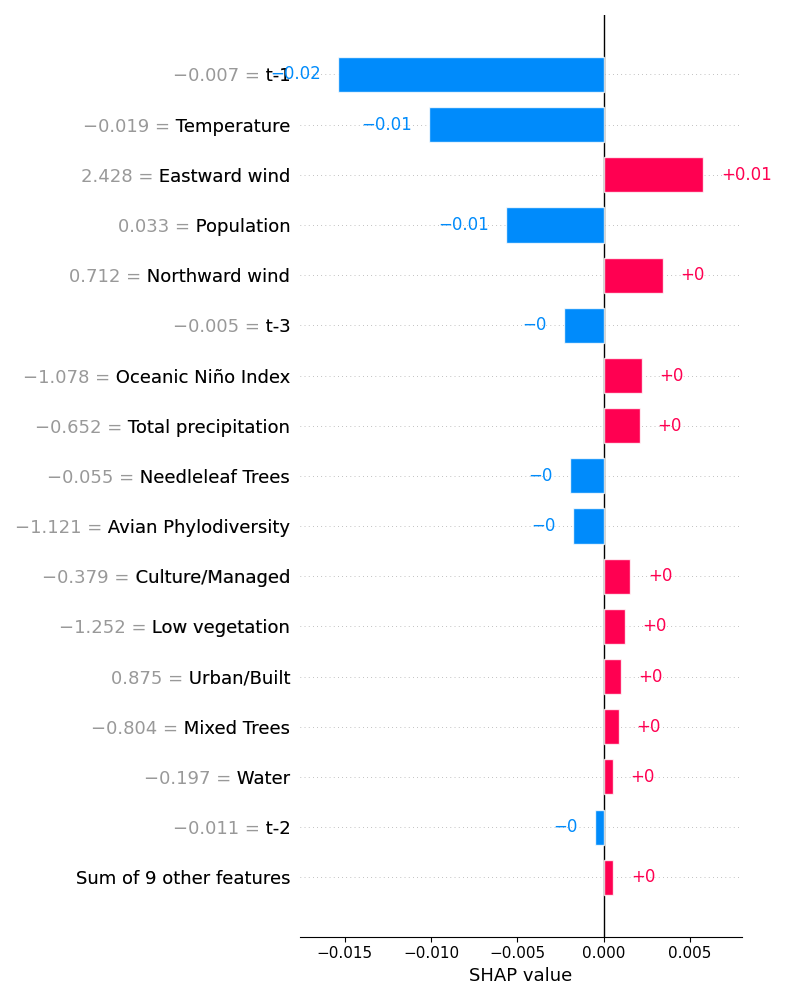 −0.007 = t-1 −0.02
−0.019 = Temperature −0.01
2.428 = Eastward wind +0.01
0.033 = Population −0.01
0.712 = Northward wind +0
−0.005 = t-3 −0
−1.078 = Oceanic Niño Index +0
−0.652 = Total precipitation +0
−0.055 = Needleleaf Trees −0
−1.121 = Avian Phylodiversity −0
−0.379 = Culture/Managed +0
−1.252 = Low vegetation +0
0.875 = Urban/Built +0
−0.804 = Mixed Trees +0
−0.197 = Water +0
−0.011 = t-2 −0
Sum of 9 other features +0
−0.015 −0.010 −0.005 0.000 0.005
SHAP value